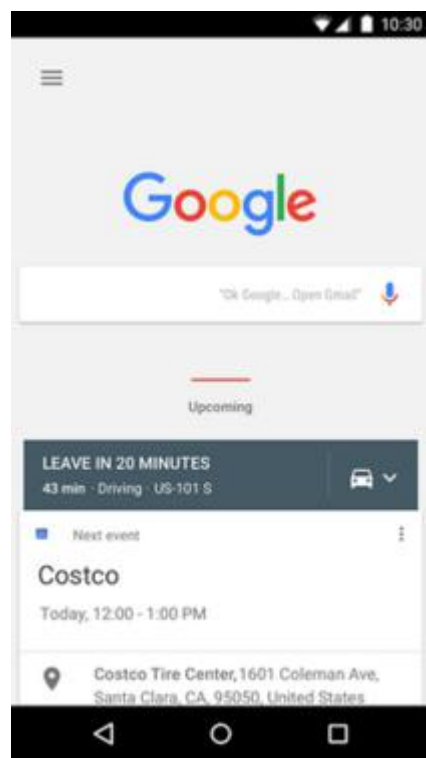 10:30
Google
"Ok Google... Open Gmail"
Upcoming
LEAVE IN 20 MINUTES
43 min · Driving · US-101 S
Next event
Costco
Today, 12:00 - 1:00 PM
Costco Tire Center, 1601 Coleman Ave,
Santa Clara, CA, 95050, United States